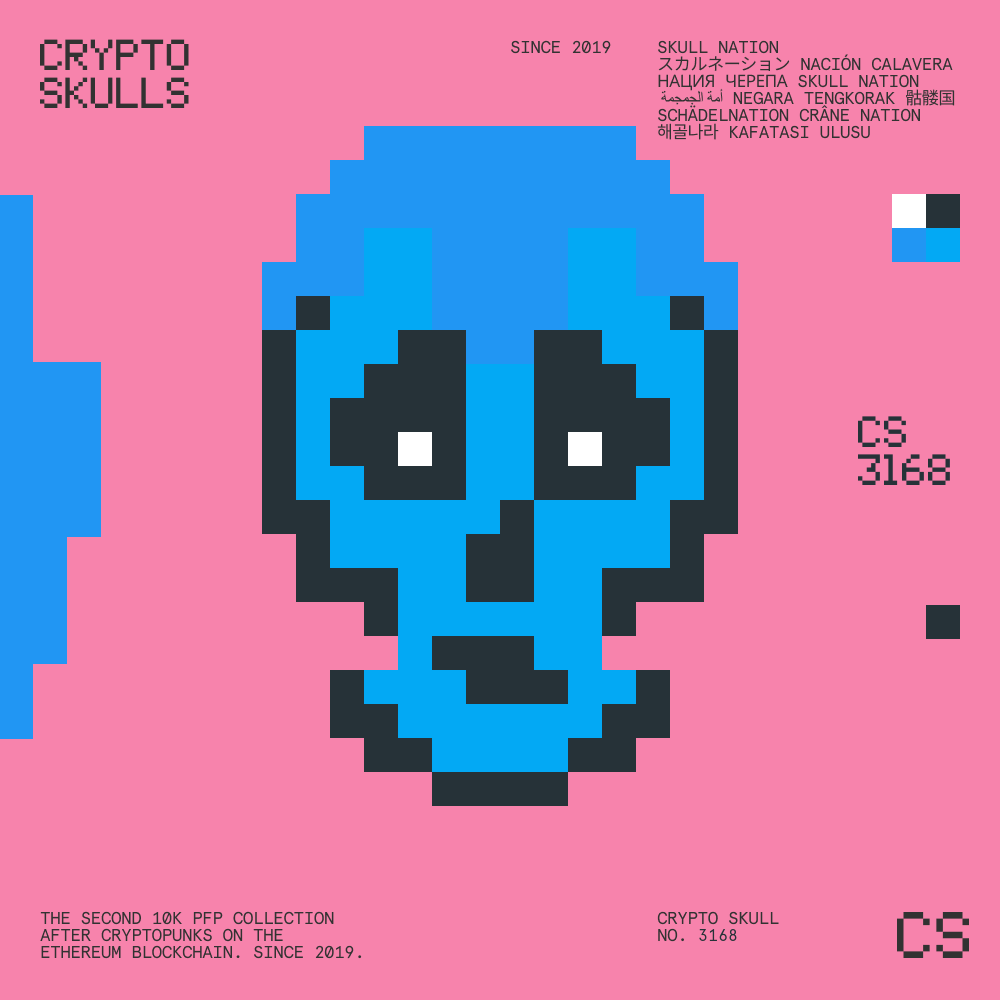 CRYPTO
SKULLS
SINCE 2019
SKULL NATION
スカルネーション NACIÓN CALAVERA
НАЦИЯ ЧЕРЕПА SKULL NATION
أمة الجمجمة NEGARA TENGKORAK 骷髅国
SCHÄDELNATION CRÂNE NATION
해골나라 KAFATASI ULUSU
CS
3168
THE SECOND 10K PFP COLLECTION
AFTER CRYPTOPUNKS ON THE
ETHEREUM BLOCKCHAIN. SINCE 2019.
CRYPTO SKULL
NO. 3168
CS